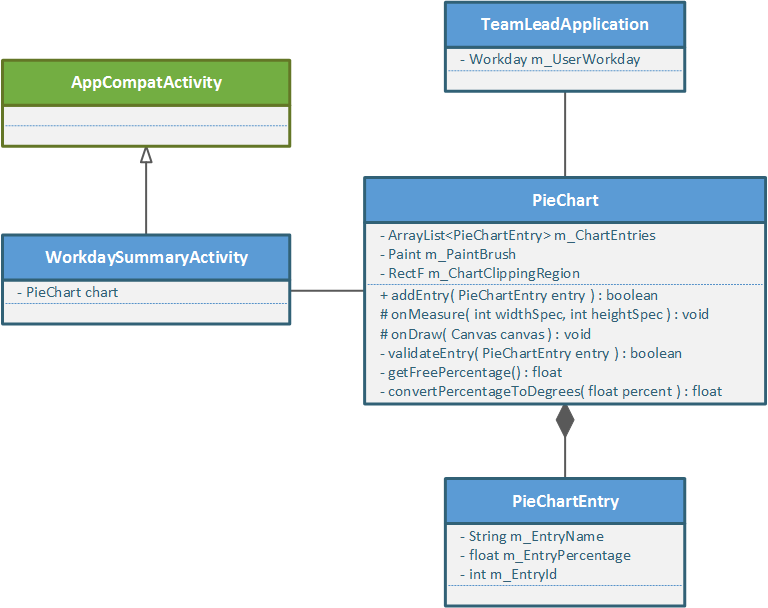 TeamLeadApplication
- Workday m_UserWorkday
AppCompatActivity
PieChart
- ArrayList<PieChartEntry> m_ChartEntries
- Paint m_PaintBrush
- RectF m_ChartClippingRegion
+ addEntry( PieChartEntry entry ) : boolean
# onMeasure( int widthSpec, int heightSpec ) : void
# onDraw( Canvas canvas ) : void
- validateEntry( PieChartEntry entry ) : boolean
- getFreePercentage() : float
- convertPercentageToDegrees( float percent ) : float
WorkdaySummaryActivity
- PieChart chart
PieChartEntry
- String m_EntryName
- float m_EntryPercentage
- int m_EntryId